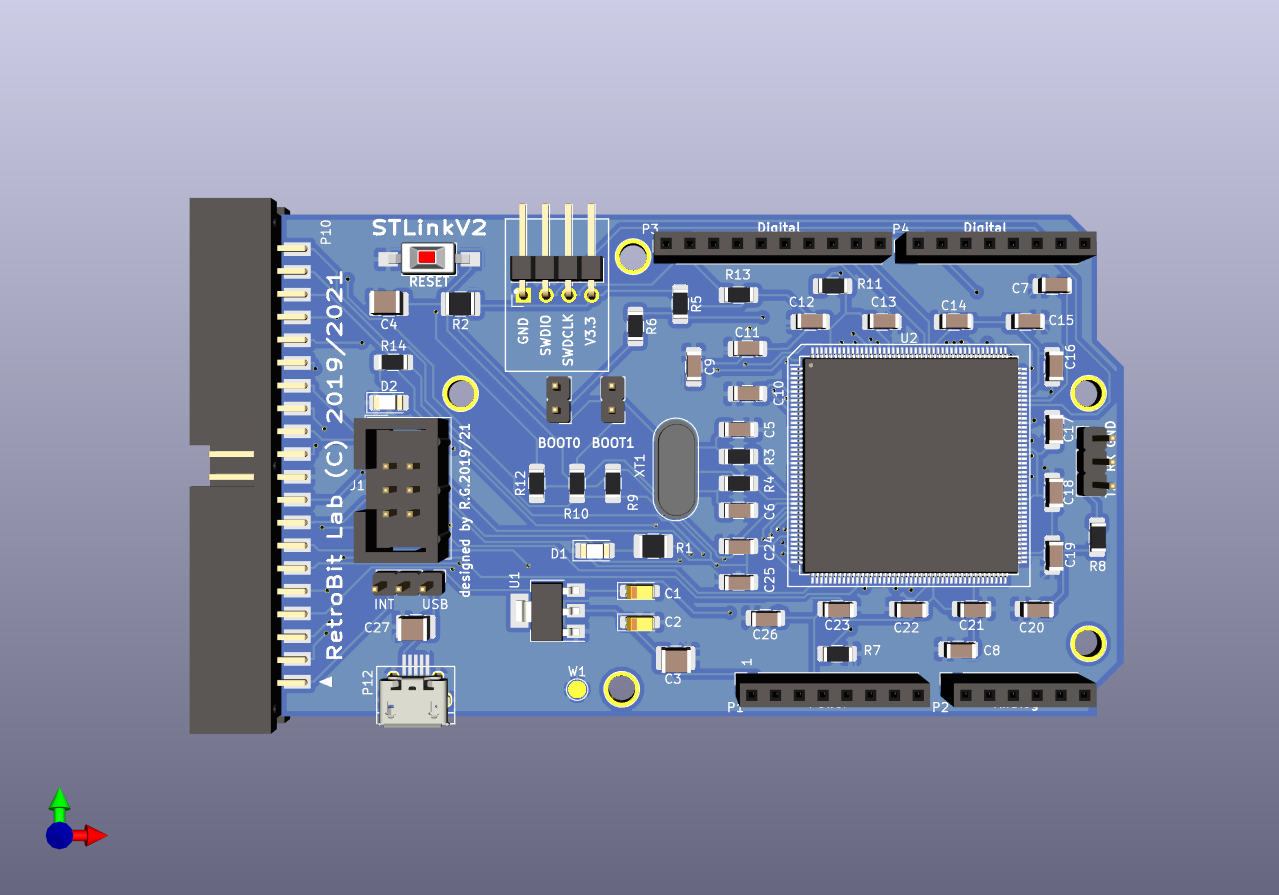 STLinkV2
P10
RESET
C4
R2
R14
D2
GND
SWDIO
SWDCLK
V3.3
RetroBit Lab (C) 2019/2021
designed by R.G.2019/21
J1
INT
USB
C27
P12
BOOT0
BOOT1
R12
R10
R9
XT1
D1
R1
U1
C1
C2
C3
W1
P3
Digital
P4
Digital
R13
R11
R5
R6
C12
C13
C14
C7
C15
C11
U2
C9
C10
C16
C5
R3
R4
C6
C24
C25
C17
GND
C18
C19
R8
C26
C23
C22
C21
C20
R7
C8
1
P1
P2